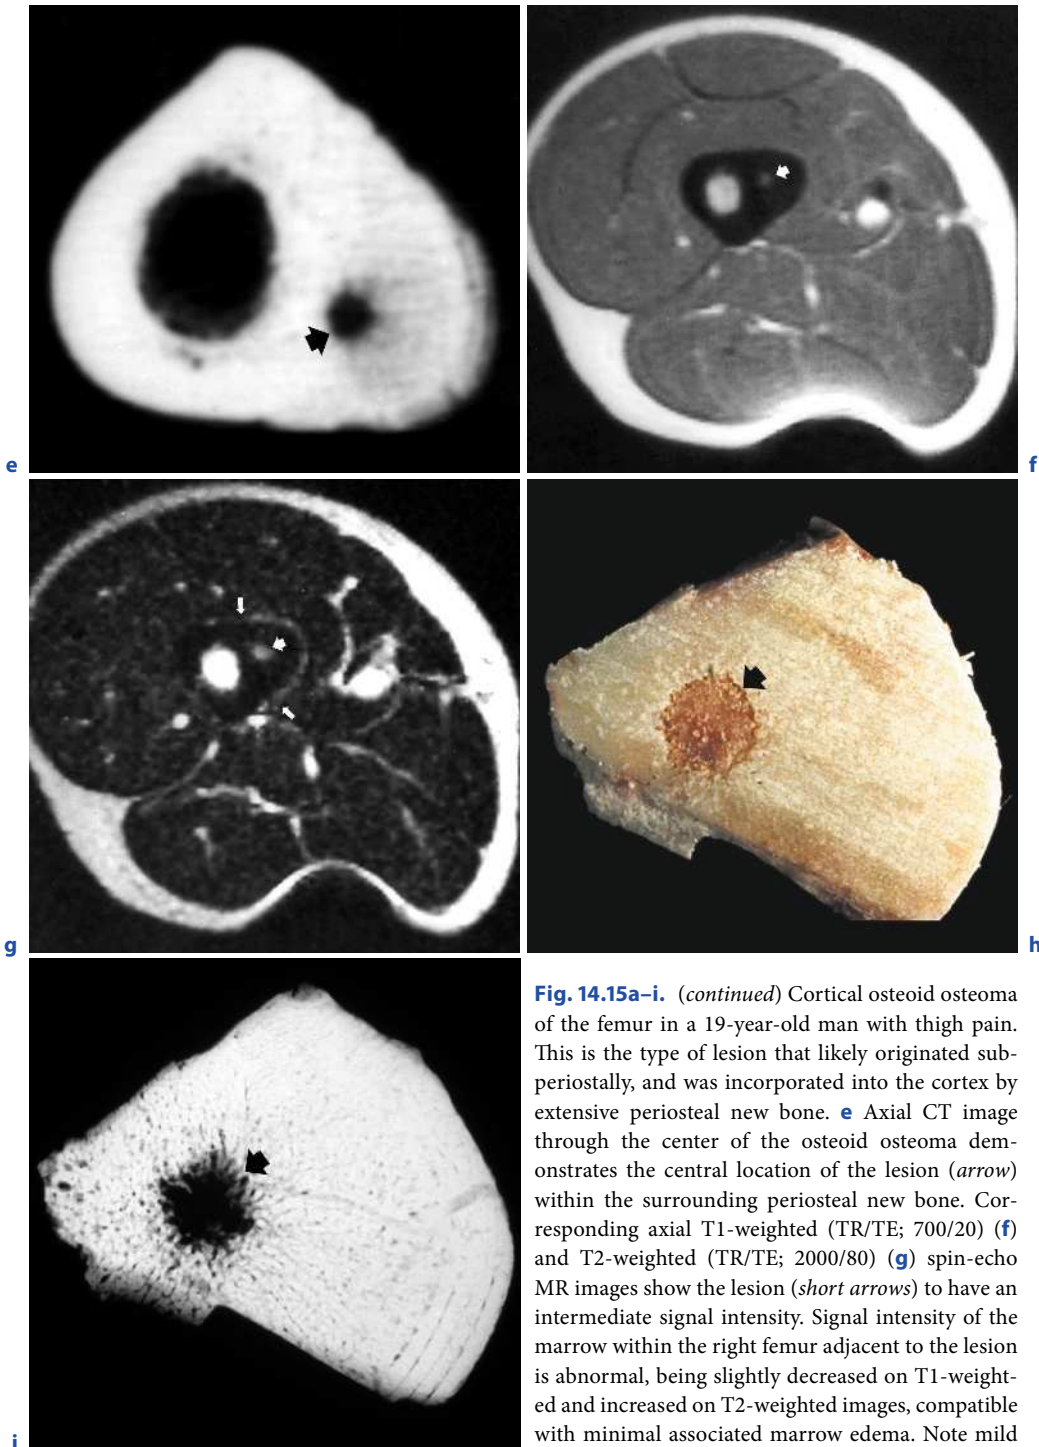 e
f
g
h
i
Fig. 14.15a–i. (continued) Cortical osteoid osteoma
of the femur in a 19-year-old man with thigh pain.
This is the type of lesion that likely originated sub-
periostally, and was incorporated into the cortex by
extensive periosteal new bone. e Axial CT image
through the center of the osteoid osteoma dem-
onstrates the central location of the lesion (arrow)
within the surrounding periosteal new bone. Cor-
responding axial T1-weighted (TR/TE; 700/20) (f)
and T2-weighted (TR/TE; 2000/80) (g) spin-echo
MR images show the lesion (short arrows) to have an
intermediate signal intensity. Signal intensity of the
marrow within the right femur adjacent to the lesion
is abnormal, being slightly decreased on T1-weight-
ed and increased on T2-weighted images, compatible
with minimal associated marrow edema. Note mild